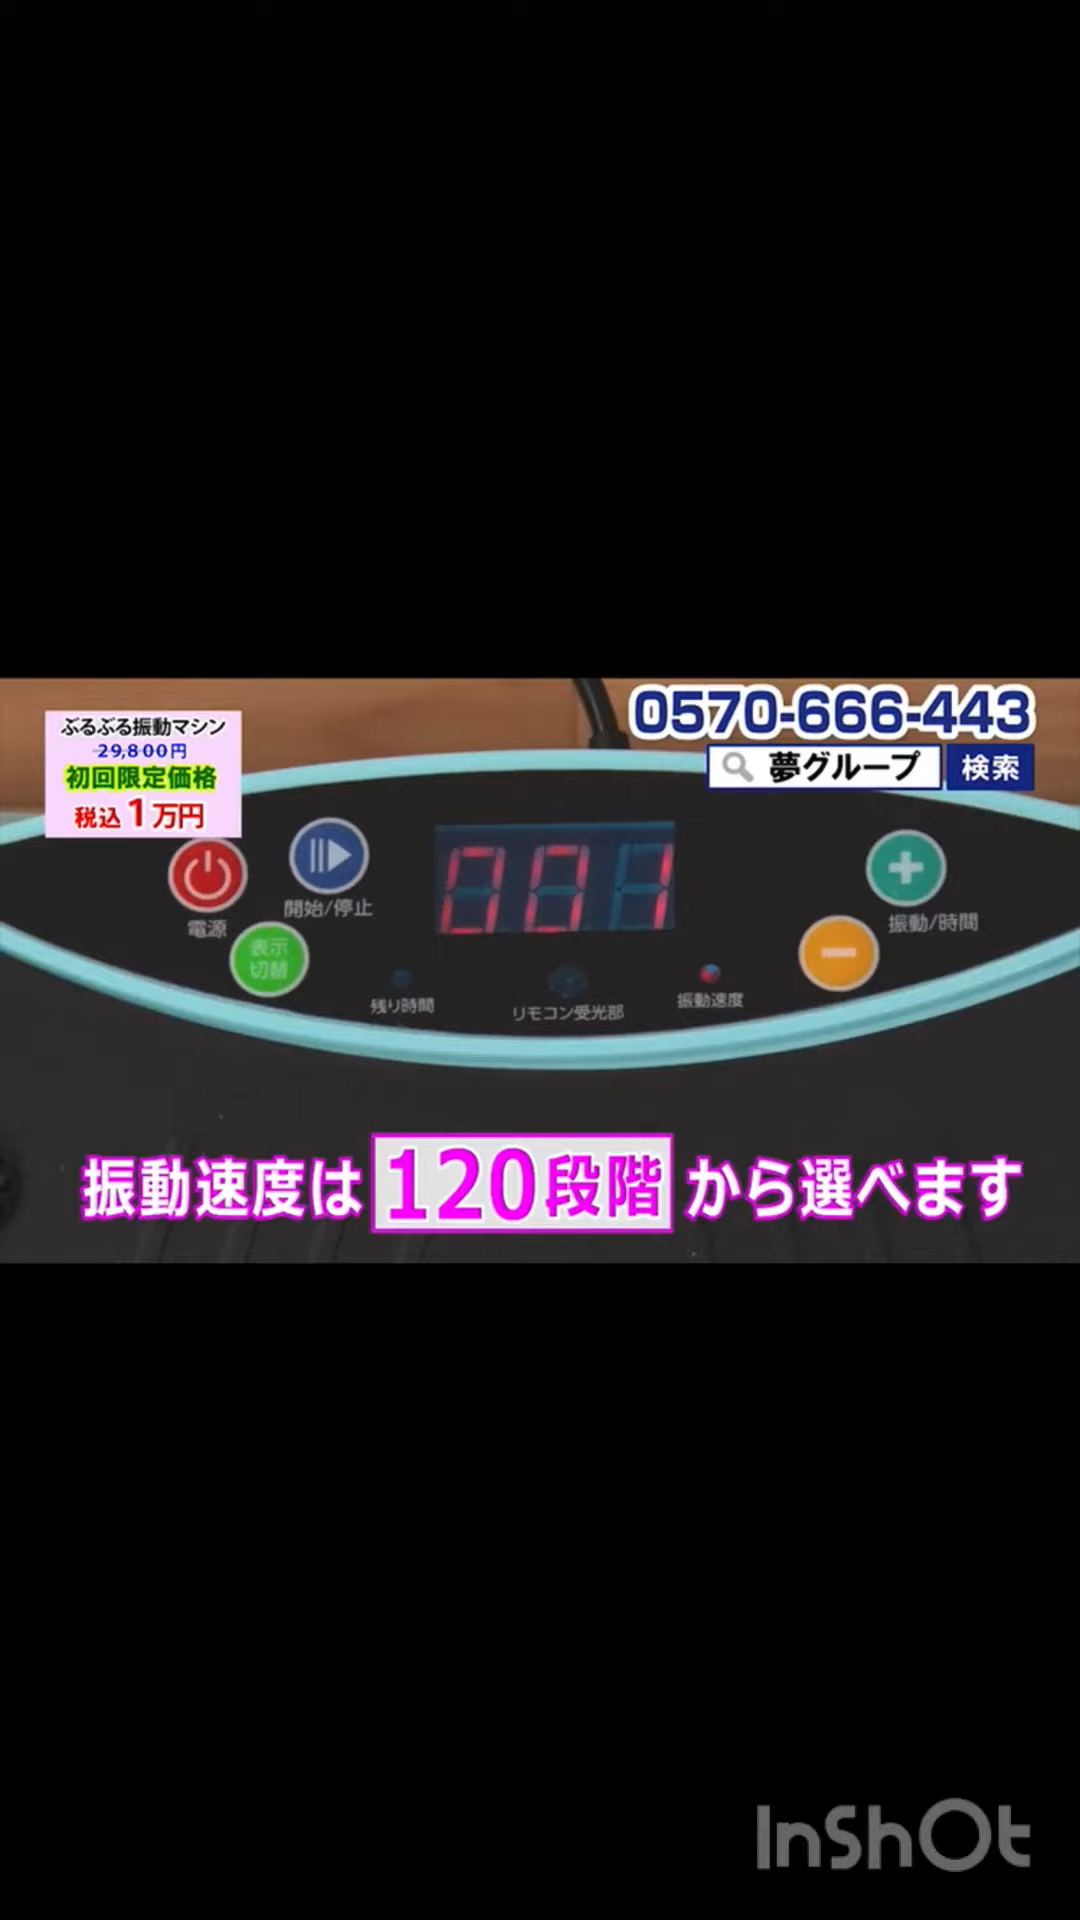 0570-666-443
ぶるぶる振動マシン
29,800円
初回限定価格
税込1万円
夢グループ 検索
001
電源
開始/停止
表示
切替
残り時間
リモコン受光部
振動速度
振動/時間
振動速度は120段階から選べます
InShOt